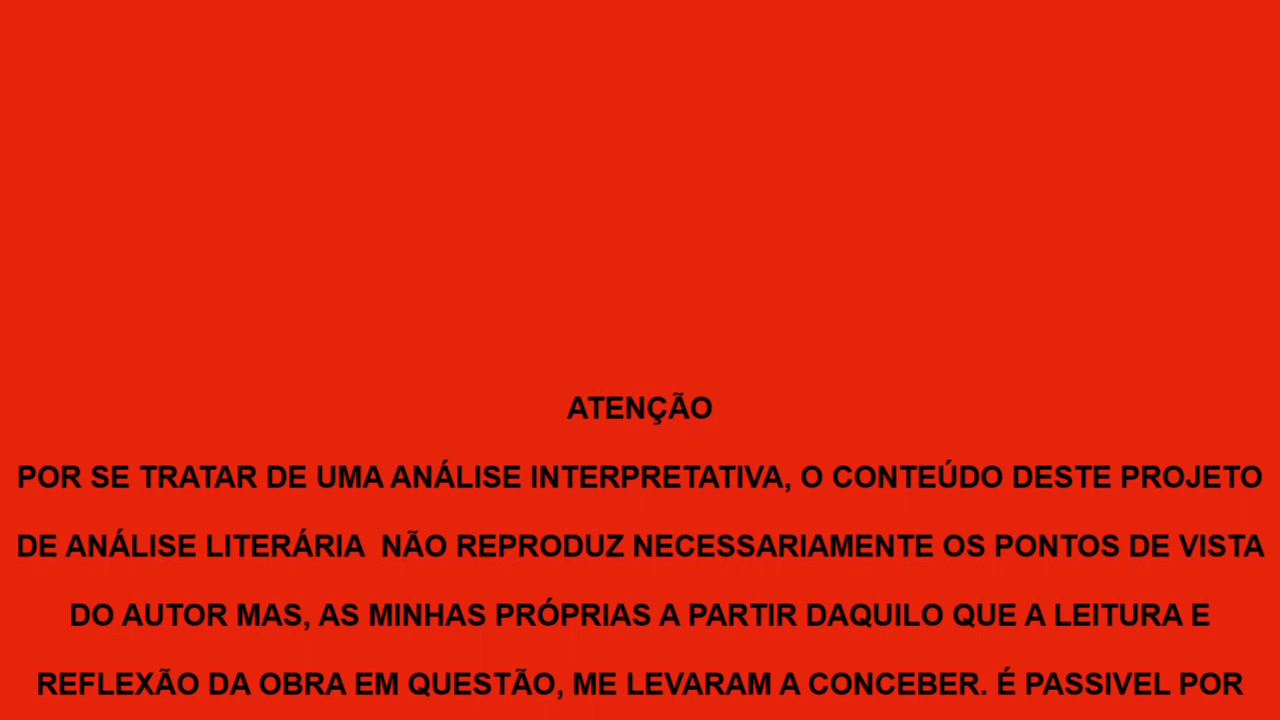 ATENÇÃO
POR SE TRATAR DE UMA ANÁLISE INTERPRETATIVA, O CONTEÚDO DESTE PROJETO
DE ANÁLISE LITERÁRIA  NÃO REPRODUZ NECESSARIAMENTE OS PONTOS DE VISTA
DO AUTOR MAS, AS MINHAS PRÓPRIAS A PARTIR DAQUILO QUE A LEITURA E
REFLEXÃO DA OBRA EM QUESTÃO, ME LEVARAM A CONCEBER. É PASSIVEL POR